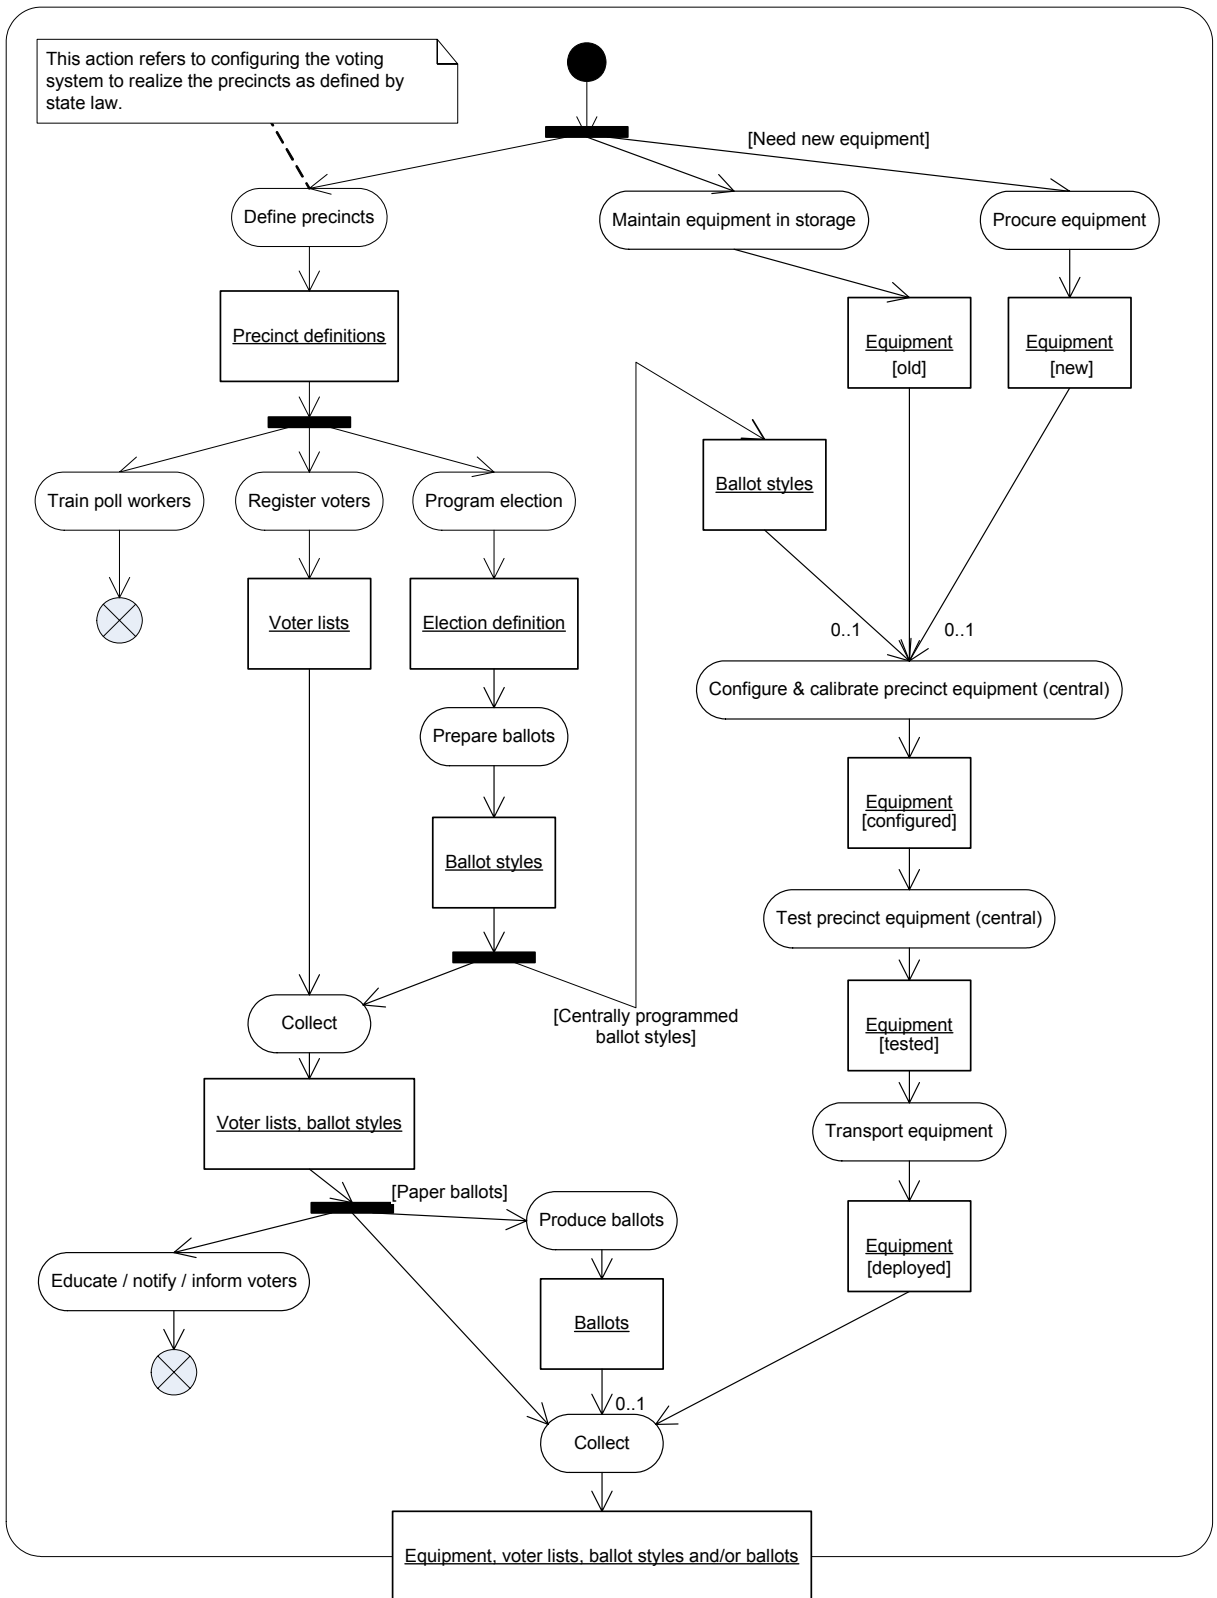 This action refers to configuring the voting
system to realize the precincts as defined by
state law.
[Need new equipment]
Define precincts
Maintain equipment in storage
Procure equipment
Precinct definitions
Equipment
[old]
Equipment
[new]
Ballot styles
Train poll workers
Register voters
Program election
Voter lists
Election definition
0..1
0..1
Configure & calibrate precinct equipment (central)
Prepare ballots
Equipment
[configured]
Ballot styles
Test precinct equipment (central)
Collect
[Centrally programmed
ballot styles]
Equipment
[tested]
Voter lists, ballot styles
Transport equipment
[Paper ballots]
Produce ballots
Equipment
[deployed]
Educate / notify / inform voters
Ballots
0..1
Collect
Equipment, voter lists, ballot styles and/or ballots